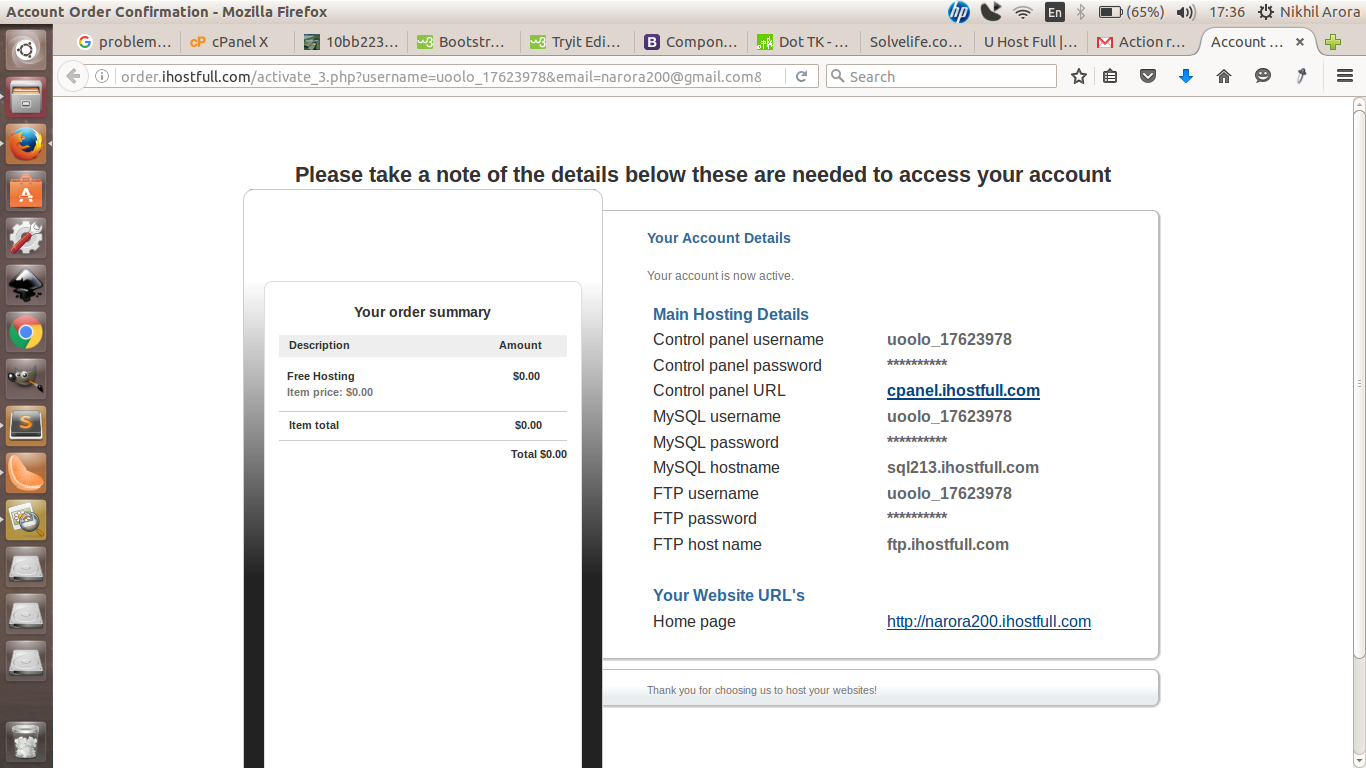 Account Order Confirmation - Mozilla Firefox
hp En (65%) 17:36 Nikhil Arora
problem... cPanel X 10bb223... Bootstr... Tryit Edi... Compon... Dot TK - ... Solvelife.co... U Host Full |... Action r... Account ...
order.ihostfull.com/activate_3.php?username=uoolo_17623978&email=narora200@gmail.com& Search
Please take a note of the details below these are needed to access your account
Your order summary
Description Amount
Free Hosting $0.00
Item price: $0.00
Item total $0.00
Total $0.00
Your Account Details
Your account is now active.
Main Hosting Details
Control panel username uoolo_17623978
Control panel password **********
Control panel URL cpanel.ihostfull.com
MySQL username uoolo_17623978
MySQL password **********
MySQL hostname sql213.ihostfull.com
FTP username uoolo_17623978
FTP password **********
FTP host name ftp.ihostfull.com
Your Website URL's
Home page http://narora200.ihostfull.com
Thank you for choosing us to host your websites!